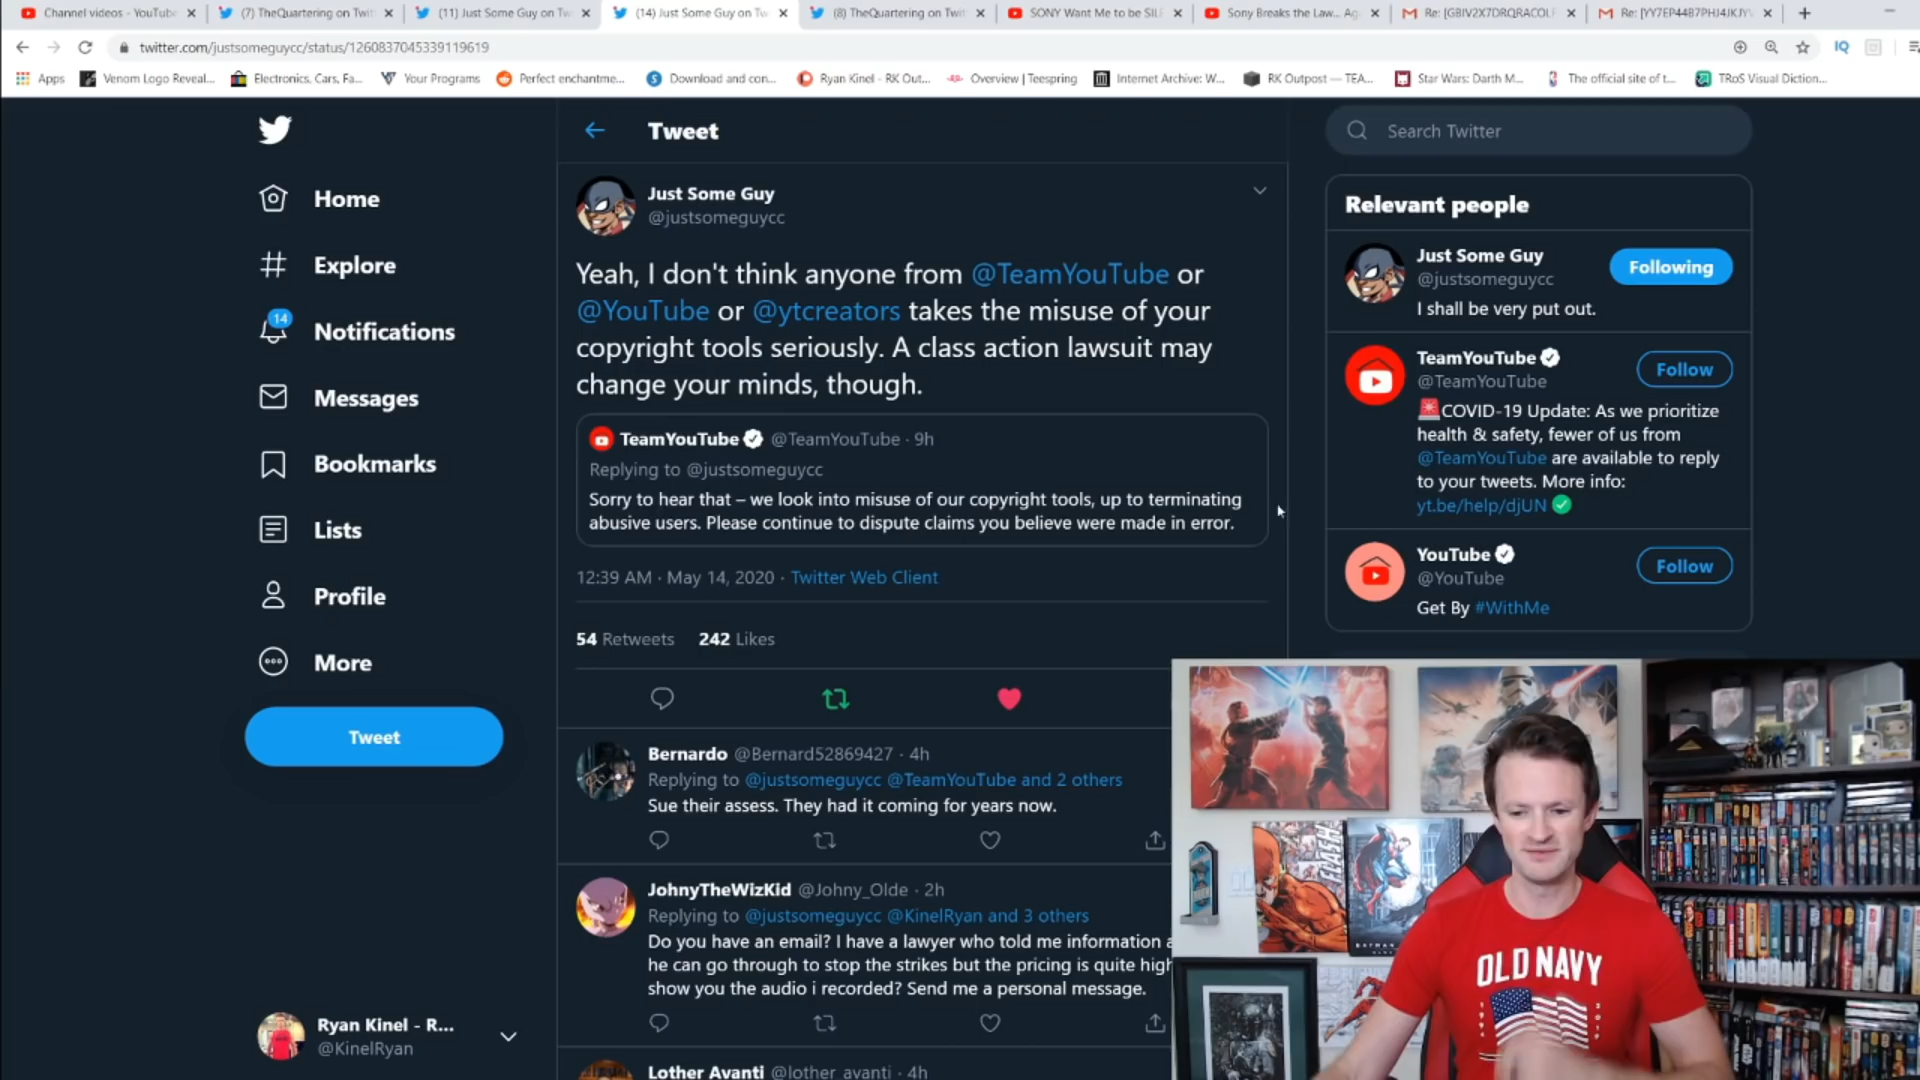 Channel videos - YouTube
(7) TheQuartering on Twit
(11) Just Some Guy on Tw
(14) Just Some Guy on Tw
(8) TheQuartering on Twit
SONY Want Me to be SIL
Sony Breaks the Law... Ag
Re: [GBIV2X7DRQRACOL
Re: [YY7EP44B7PHJ4JKJY
twitter.com/justsomeguycc/status/1260837045339119619
IQ
Apps
Venom Logo Reveal...
Electronics, Cars, Fa...
Your Programs
Perfect enchantme...
Download and con...
Ryan Kinel - RK Out...
Overview | Teespring
Internet Archive: W...
RK Outpost — TEA...
Star Wars: Darth M...
The official site of t...
TRoS Visual Diction...
Home
Explore
14
Notifications
Messages
Bookmarks
Lists
Profile
More
Tweet
Ryan Kinel - R...
@KinelRyan
Tweet
Just Some Guy
@justsomeguycc
Yeah, I don't think anyone from @TeamYouTube or
@YouTube or @ytcreators takes the misuse of your
copyright tools seriously. A class action lawsuit may
change your minds, though.
TeamYouTube @TeamYouTube · 9h
Replying to @justsomeguycc
Sorry to hear that – we look into misuse of our copyright tools, up to terminating
abusive users. Please continue to dispute claims you believe were made in error.
12:39 AM · May 14, 2020 · Twitter Web Client
54 Retweets 242 Likes
Bernardo @Bernard52869427 · 4h
Replying to @justsomeguycc @TeamYouTube and 2 others
Sue their assess. They had it coming for years now.
JohnyTheWizKid @Johny_Olde · 2h
Replying to @justsomeguycc @KinelRyan and 3 others
Do you have an email? I have a lawyer who told me information a
he can go through to stop the strikes but the pricing is quite high
show you the audio i recorded? Send me a personal message.
Lother Avanti @lother_avanti · 4h
Search Twitter
Relevant people
Just Some Guy
@justsomeguycc
Following
I shall be very put out.
TeamYouTube
@TeamYouTube
Follow
COVID-19 Update: As we prioritize
health & safety, fewer of us from
@TeamYouTube are available to reply
to your tweets. More info:
yt.be/help/djUN
YouTube
@YouTube
Follow
Get By #WithMe
FLASH
BATMAN
OLD NAVY